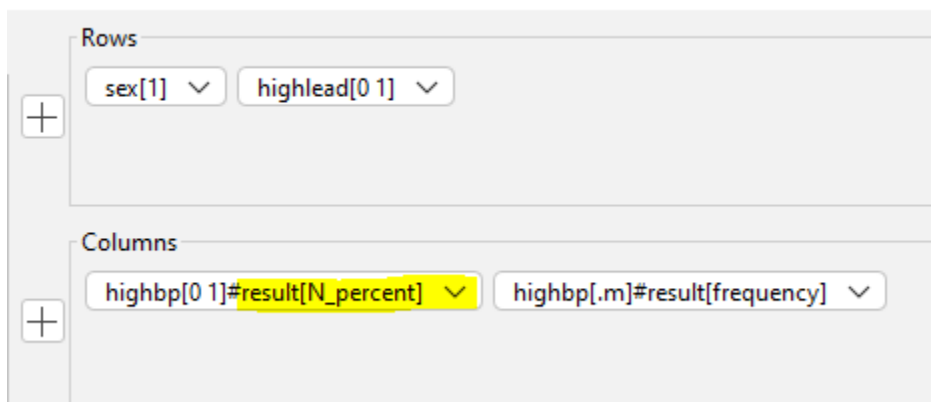 Rows
sex[1] highlead[0 1]
Columns
highbp[0 1]#result[N_percent] highbp[.m]#result[frequency]